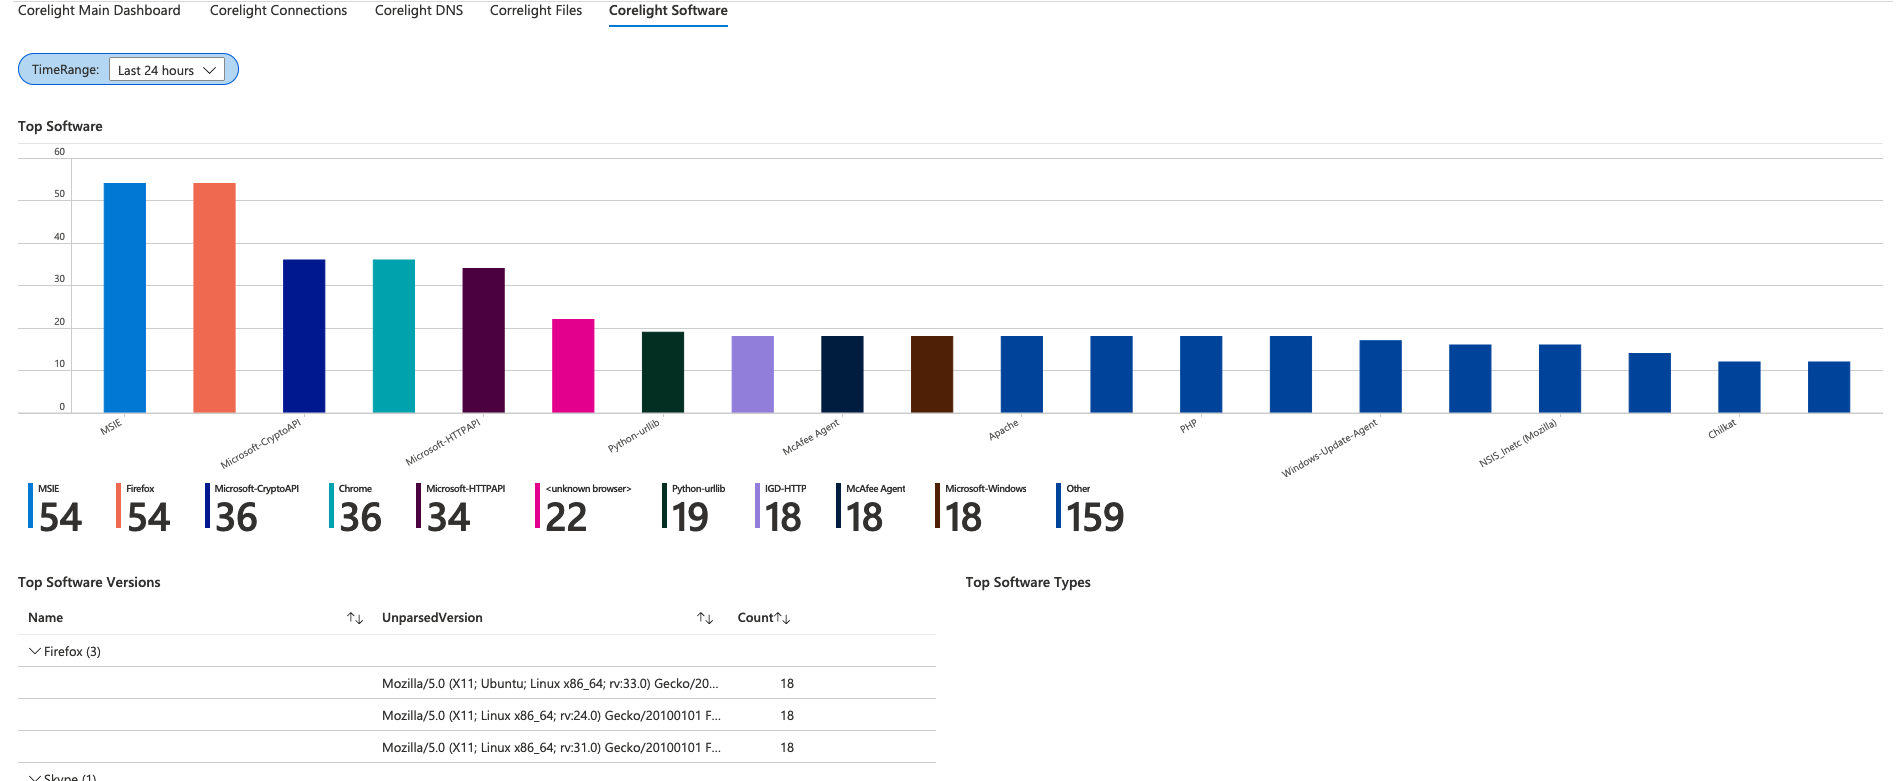 Corelight Main Dashboard Corelight Connections Corelight DNS Correlight Files Corelight Software
TimeRange: Last 24 hours
Top Software
60
50
40
30
20
10
0
MSIE Microsoft-CryptoAPI Microsoft-HTTPAPI Python-urllib McAfee Agent Apache PHP Windows-Update-Agent NSIS_Inetc (Mozilla) Chilkat
MSIE Firefox Microsoft-CryptoAPI Chrome Microsoft-HTTPAPI <unknown browser> Python-urllib IGD-HTTP McAfee Agent Microsoft-Windows Other
54 54 36 36 34 22 19 18 18 18 159
Top Software Versions Top Software Types
Name UnparsedVersion Count
Firefox (3)
Mozilla/5.0 (X11; Ubuntu; Linux x86_64; rv:33.0) Gecko/20... 18
Mozilla/5.0 (X11; Linux x86_64; rv:24.0) Gecko/20100101 F... 18
Mozilla/5.0 (X11; Linux x86_64; rv:31.0) Gecko/20100101 F... 18
Skype (1)